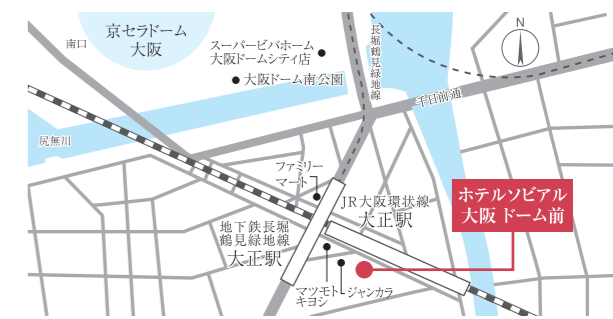 京セラドーム
大阪
南口
スーパービバホーム
大阪ドームシティ店
大阪ドーム南公園
長堀鶴見緑地線
N
千日前通
尻無川
ファミリー
マート
JR大阪環状線
大正駅
地下鉄長堀
鶴見緑地線
大正駅
ホテルソビアル
大阪 ドーム前
マツモト
キヨシ
ジャンカラ